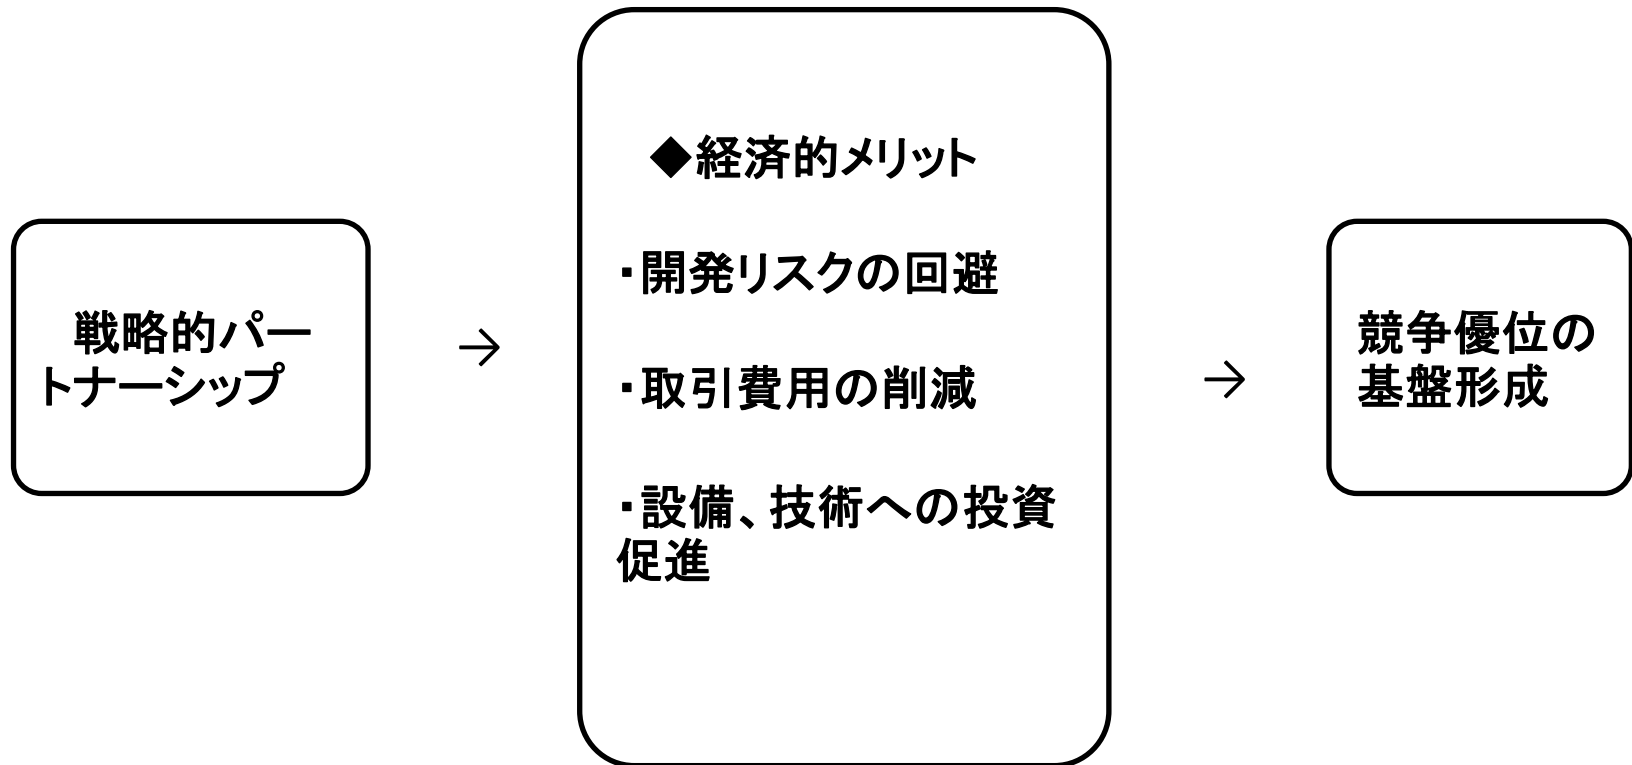 戦略的パー
トナーシップ
→
◆経済的メリット
・開発リスクの回避
・取引費用の削減
・設備、技術への投資
促進
→
競争優位の
基盤形成